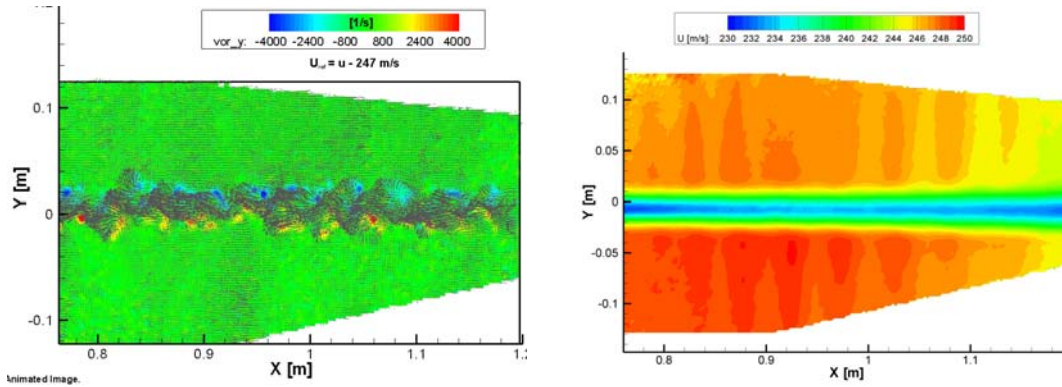 [1/s]
vor_y: -4000 -2400 -800 800 2400 4000
= u - 247 m/s
0.1
0
-0.1
Y [m]
0.8 0.9 1 1.1
X [m]
Animated Image.
U [m/s]: 230 232 234 236 238 240 242 244 246 248 250
0.1
0.05
0
-0.05
-0.1
Y [m]
0.8 0.9 1 1.1
X [m]